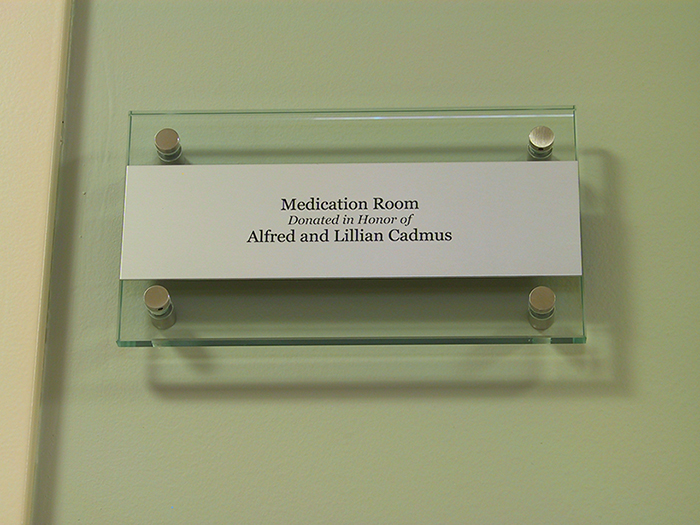 Medication Room
Donated in Honor of
Alfred and Lillian Cadmus